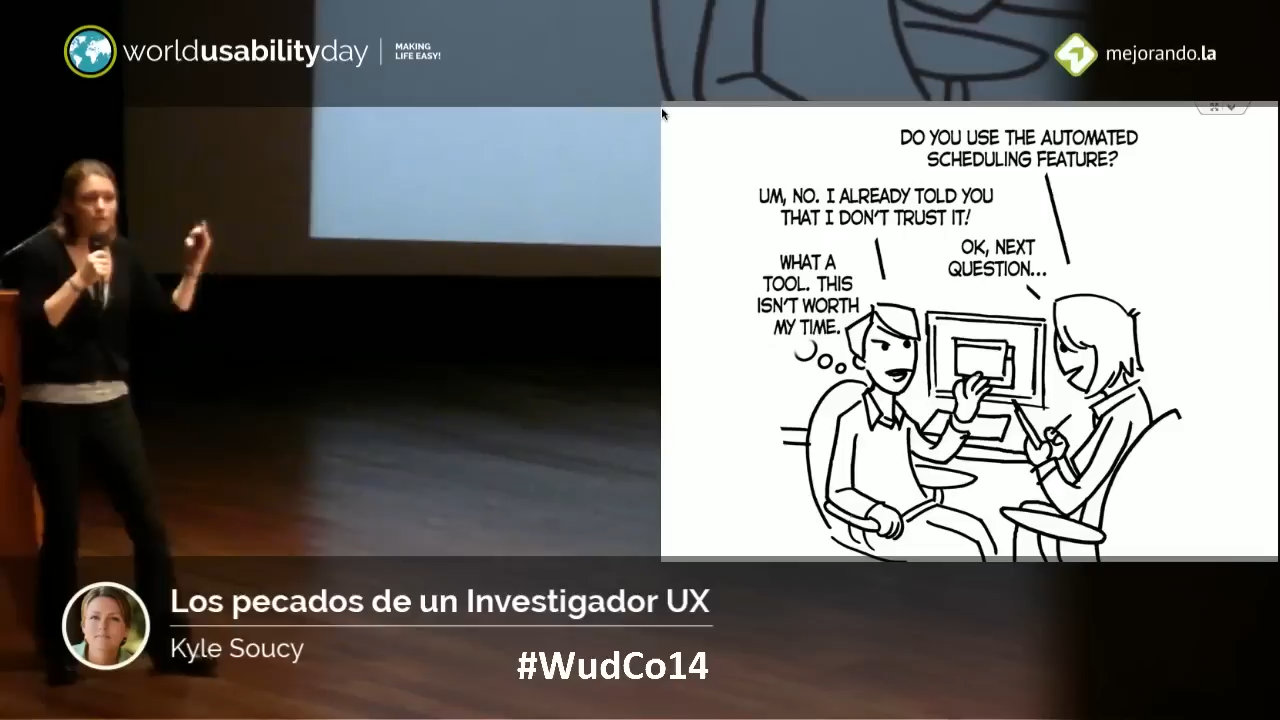 worldusabilityday
MAKING
LIFE EASY!
mejorando.la
DO YOU USE THE AUTOMATED
SCHEDULING FEATURE?
UM, NO. I ALREADY TOLD YOU
THAT I DON'T TRUST IT!
OK, NEXT
QUESTION...
WHAT A
TOOL. THIS
ISN'T WORTH
MY TIME.
Los pecados de un Investigador UX
Kyle Soucy
#WudCo14